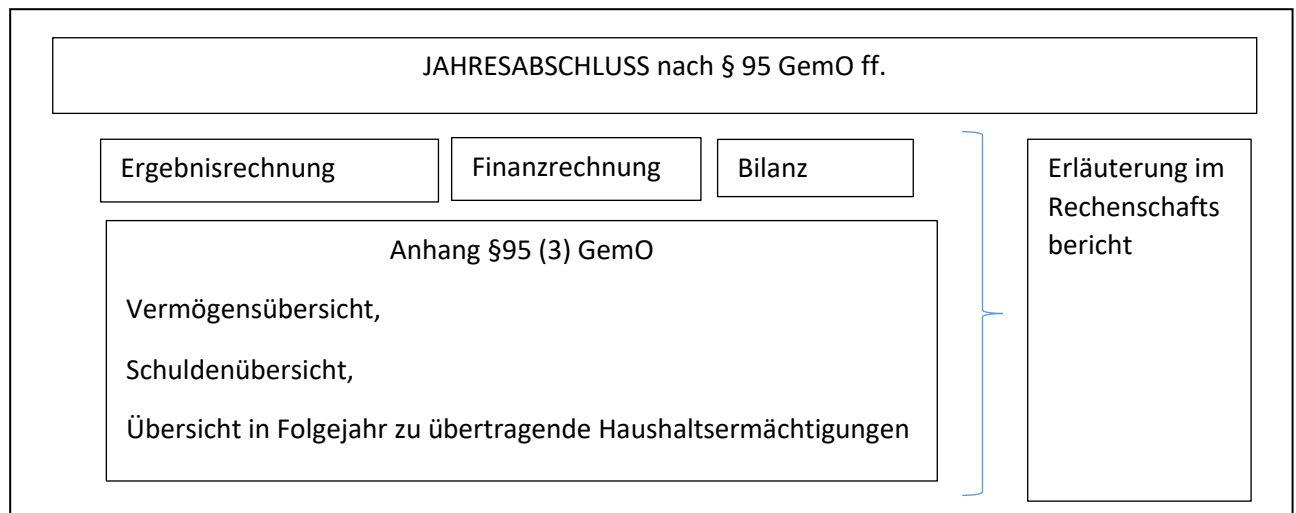 JAHRESABSCHLUSS nach § 95 GemO ff.
Ergebnisrechnung
Finanzrechnung
Bilanz
Anhang §95 (3) GemO
Vermögensübersicht,
Schuldenübersicht,
Übersicht in Folgejahr zu übertragende Haushaltsermächtigungen
Erläuterung im
Rechenschafts
bericht